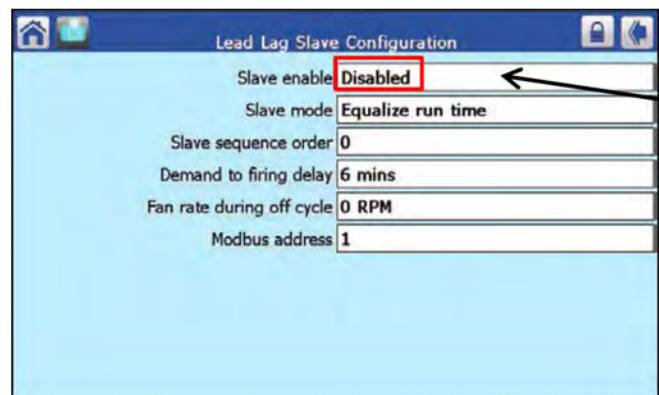 Lead Lag Slave Configuration
Slave enable Disabled
Slave mode Equalize run time
Slave sequence order 0
Demand to firing delay 6 mins
Fan rate during off cycle 0 RPM
Modbus address 1